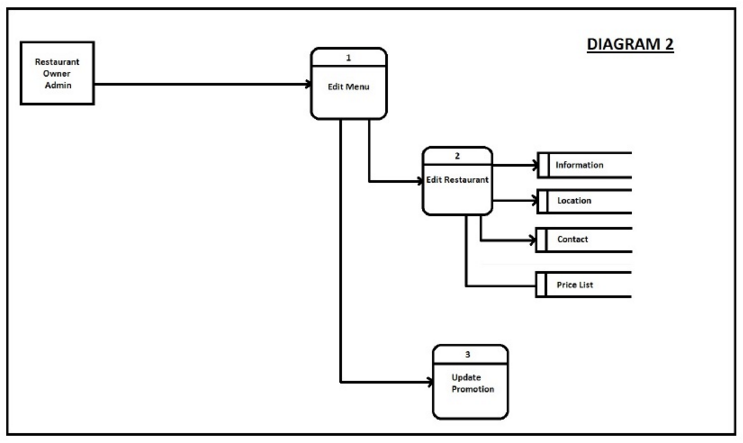 DIAGRAM 2
Restaurant
Owner
Admin
1
Edit Menu
2
Edit Restaurant
Information
Location
Contact
Price List
3
Update
Promotion